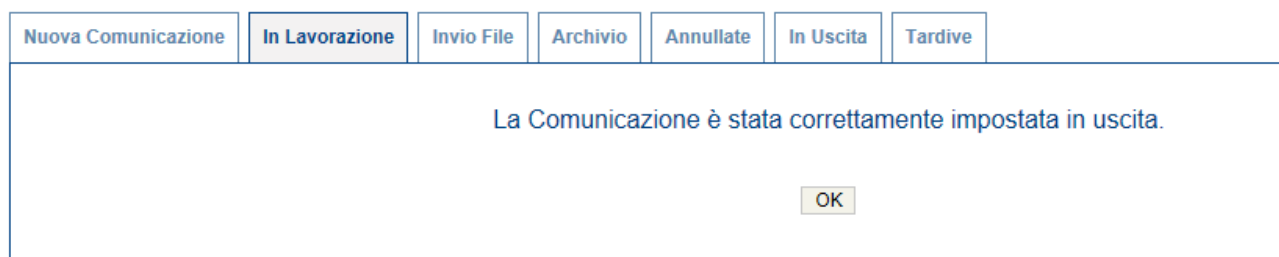 Nuova Comunicazione In Lavorazione Invio File Archivio Annullate In Uscita Tardive
La Comunicazione è stata correttamente impostata in uscita.
OK